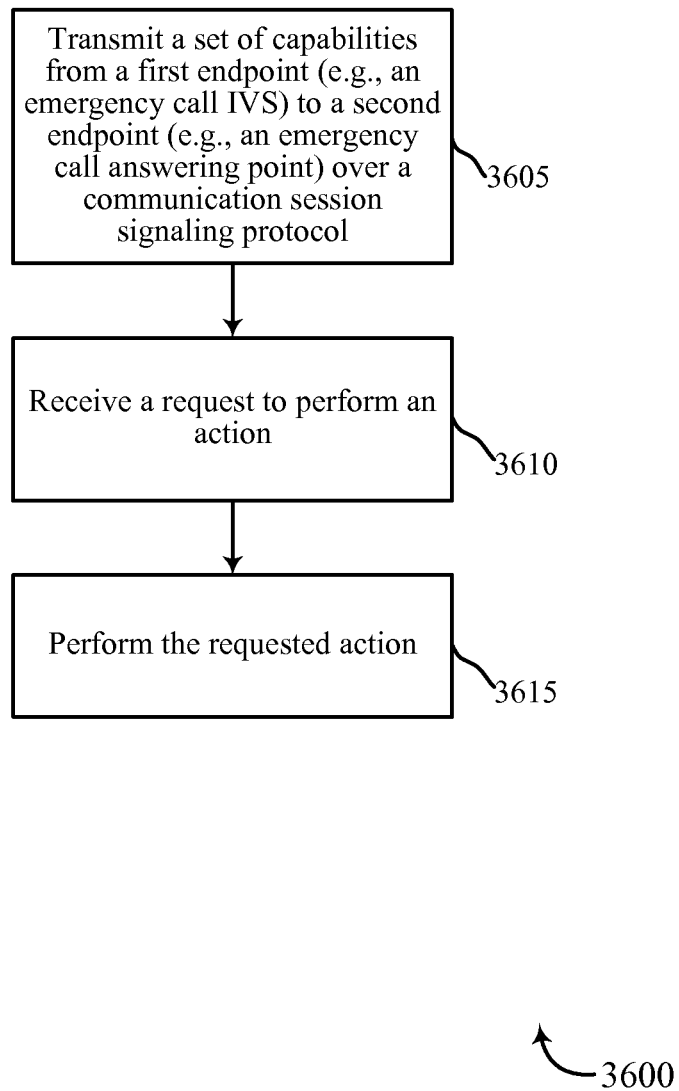 Transmit a set of capabilities
from a first endpoint (e.g., an
emergency call IVS) to a second
endpoint (e.g., an emergency
call answering point) over a
communication session
signaling protocol
3605
Receive a request to perform an
action
3610
Perform the requested action
3615
3600